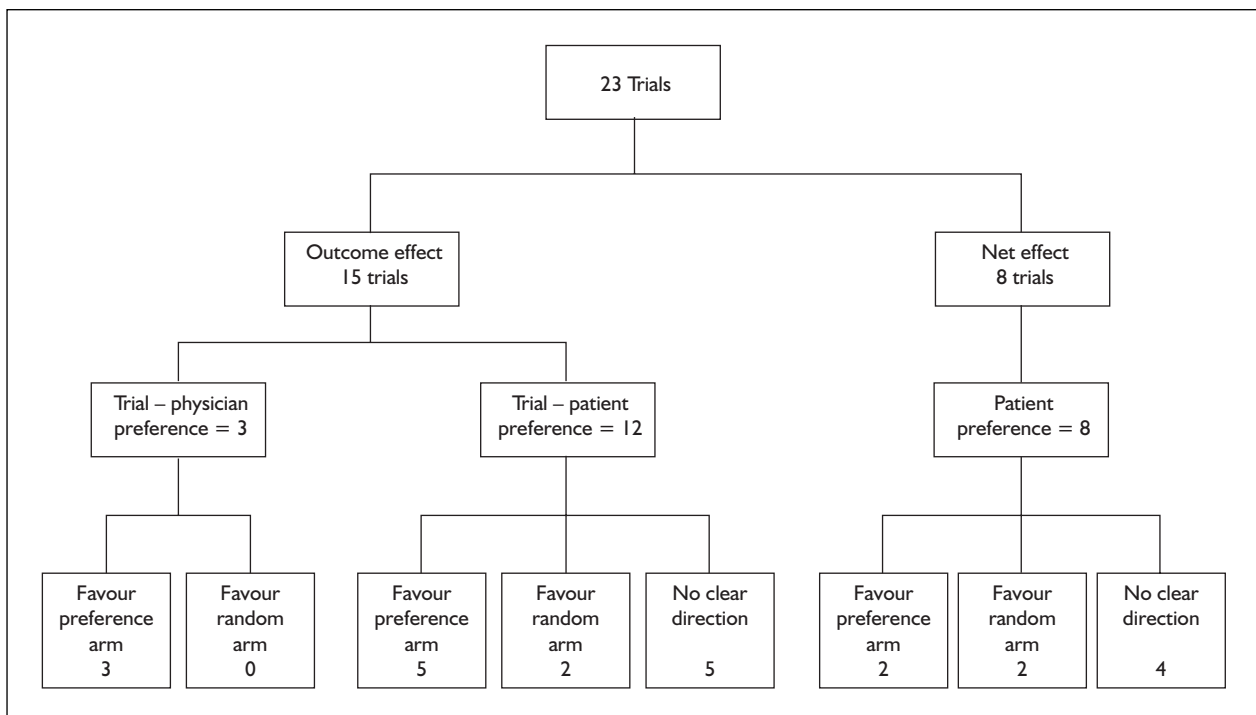 23 Trials
Outcome effect
15 trials
Net effect
8 trials
Trial – physician
preference = 3
Trial – patient
preference = 12
Patient
preference = 8
Favour
preference
arm
3
Favour
random
arm
0
Favour
preference
arm
5
Favour
random
arm
2
No clear
direction
5
Favour
preference
arm
2
Favour
random
arm
2
No clear
direction
4